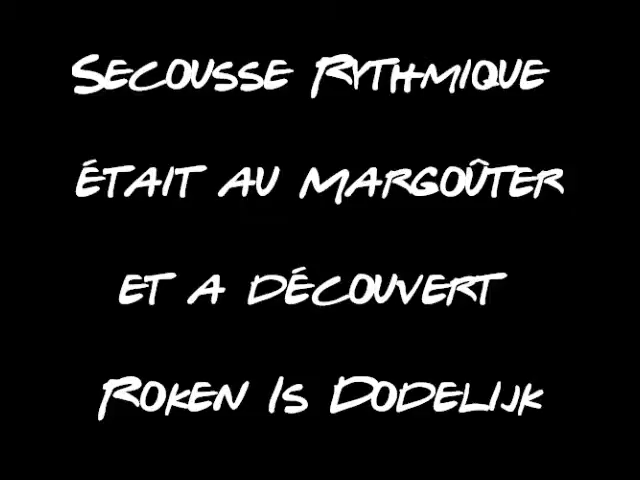 Secousse Rythmique
était au Margoûter
et a découvert
Roken Is Dodelijk